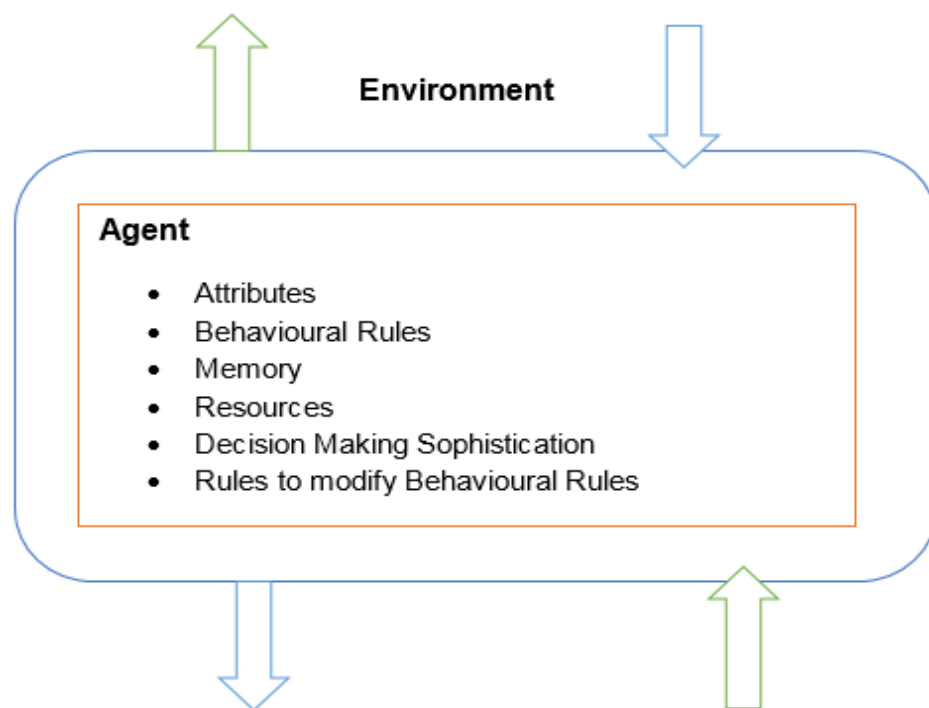 Environment
Agent
• Attributes
• Behavioural Rules
• Memory
• Resources
• Decision Making Sophistication
• Rules to modify Behavioural Rules